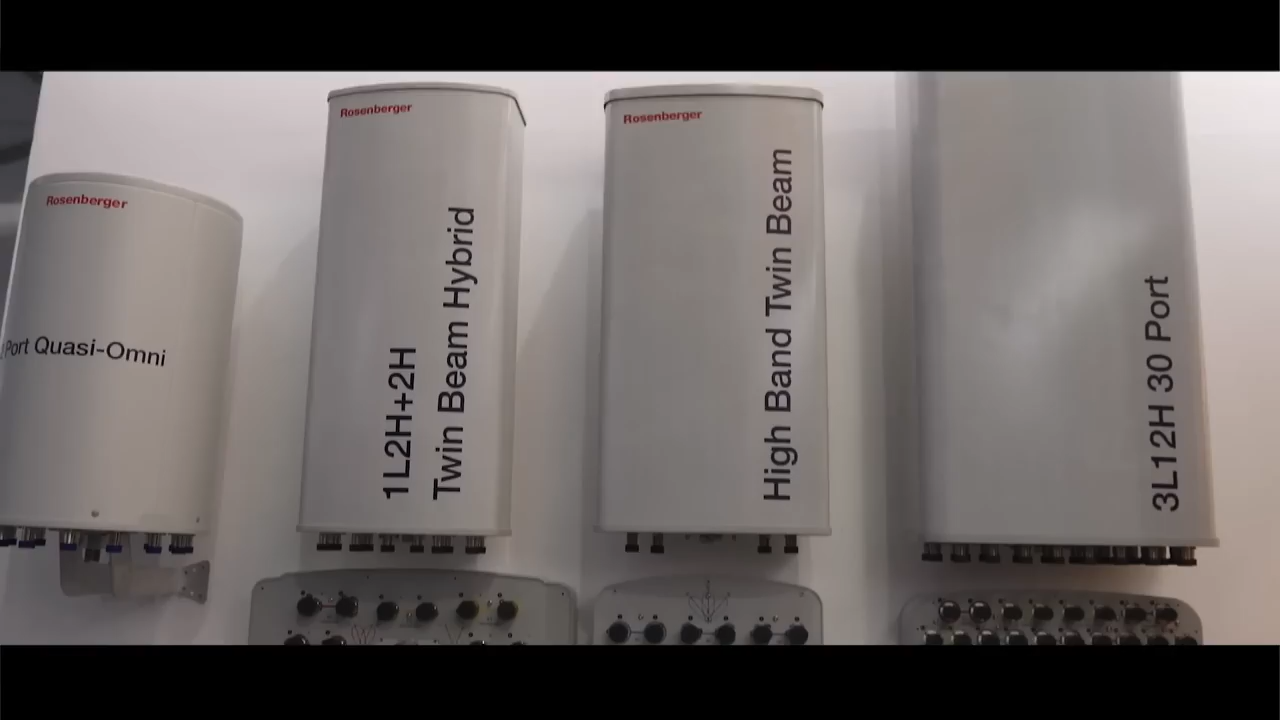 Rosenberger
Port Quasi-Omni
Rosenberger
1L2H+2H
Twin Beam Hybrid
Rosenberger
High Band Twin Beam
3L12H 30 Port